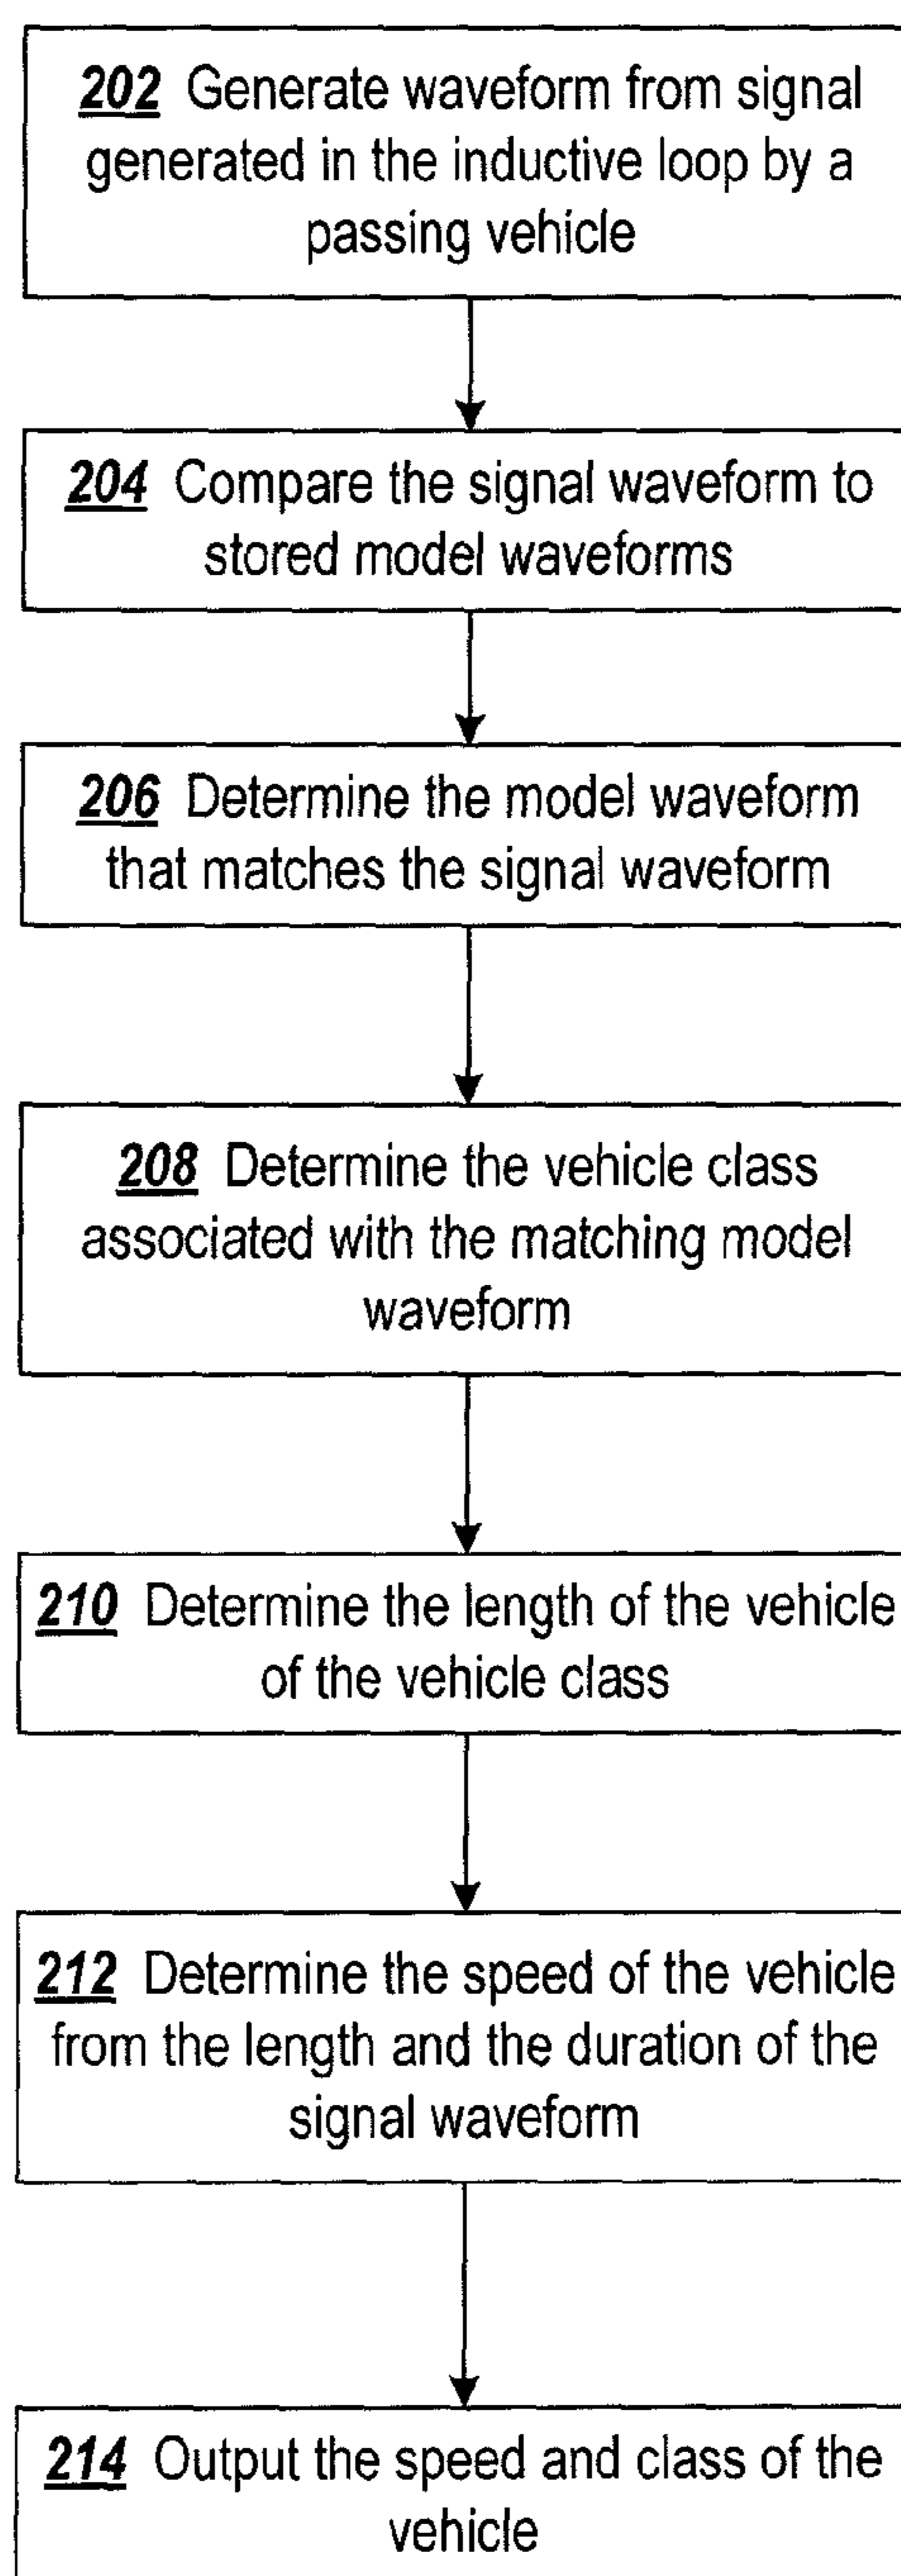 202 Generate waveform from signal
generated in the inductive loop by a
passing vehicle
204 Compare the signal waveform to
stored model waveforms
206 Determine the model waveform
that matches the signal waveform
208 Determine the vehicle class
associated with the matching model
waveform
210 Determine the length of the vehicle
of the vehicle class
212 Determine the speed of the vehicle
from the length and the duration of the
signal waveform
214 Output the speed and class of the
vehicle